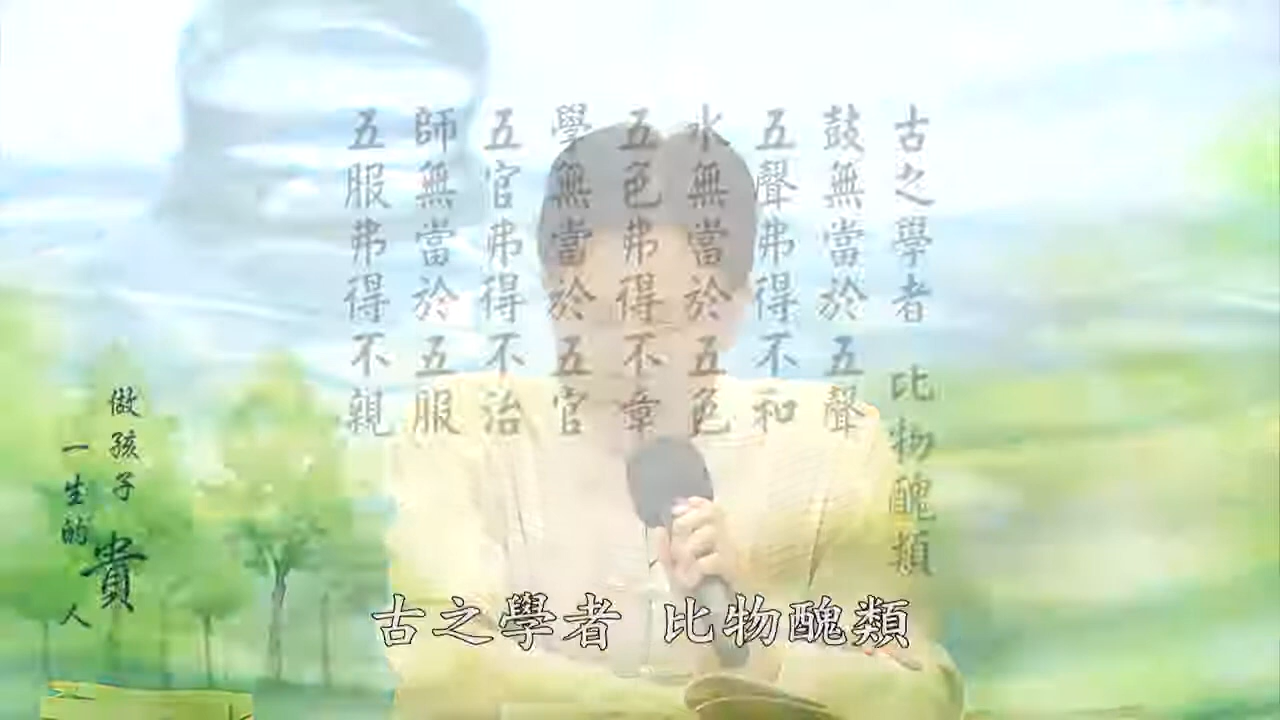 古之學者 比物醜類
鼓無當於五聲
五聲弗得不和
水無當於五色
五色弗得不章
學無當於五官
五官弗得不治
師無當於五服
五服弗得不親
做孩子
一生的
貴
人
古之學者 比物醜類